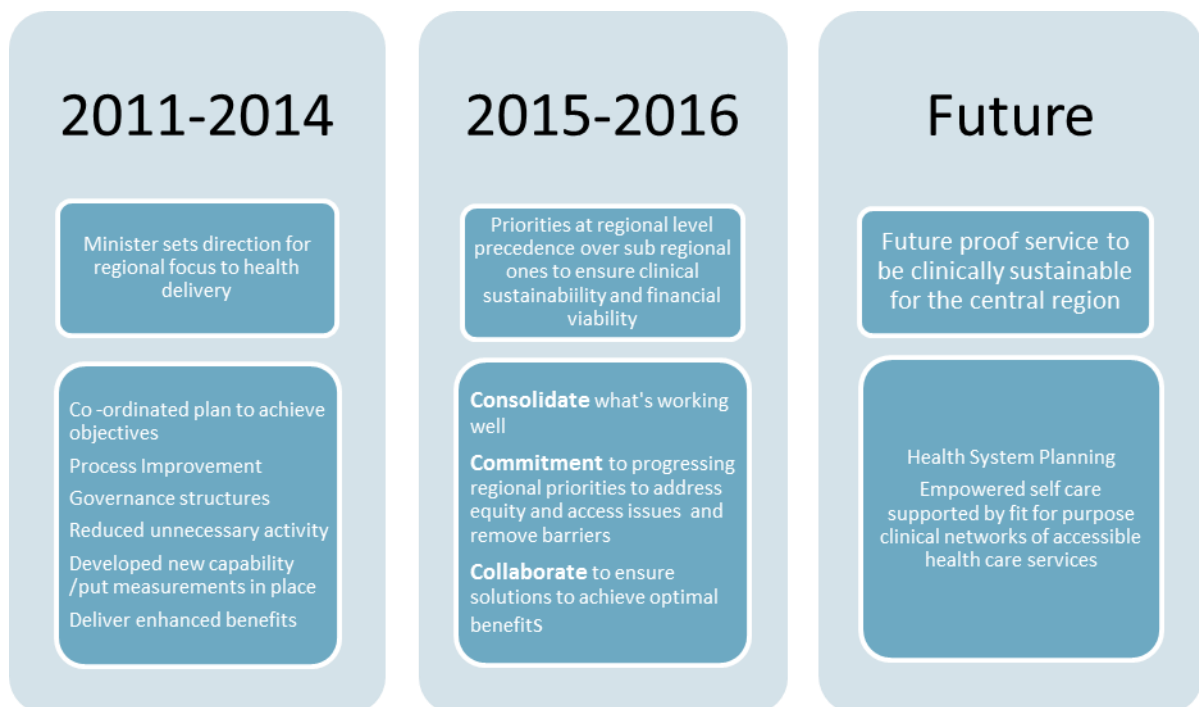 2011-2014
Minister sets direction for
regional focus to health
delivery
Co -ordinated plan to achieve
objectives
Process Improvement
Governance structures
Reduced unnecessary activity
Developed new capability
/put measurements in place
Deliver enhanced benefits
2015-2016
Priorities at regional level
precedence over sub regional
ones to ensure clinical
sustainabiility and financial
viability
Consolidate what's working
well
Commitment to progressing
regional priorities to address
equity and access issues and
remove barriers
Collaborate to ensure
solutions to achieve optimal
benefitS
Future
Future proof service to
be clinically sustainable
for the central region
Health System Planning
Empowered self care
supported by fit for purpose
clinical networks of accessible
health care services